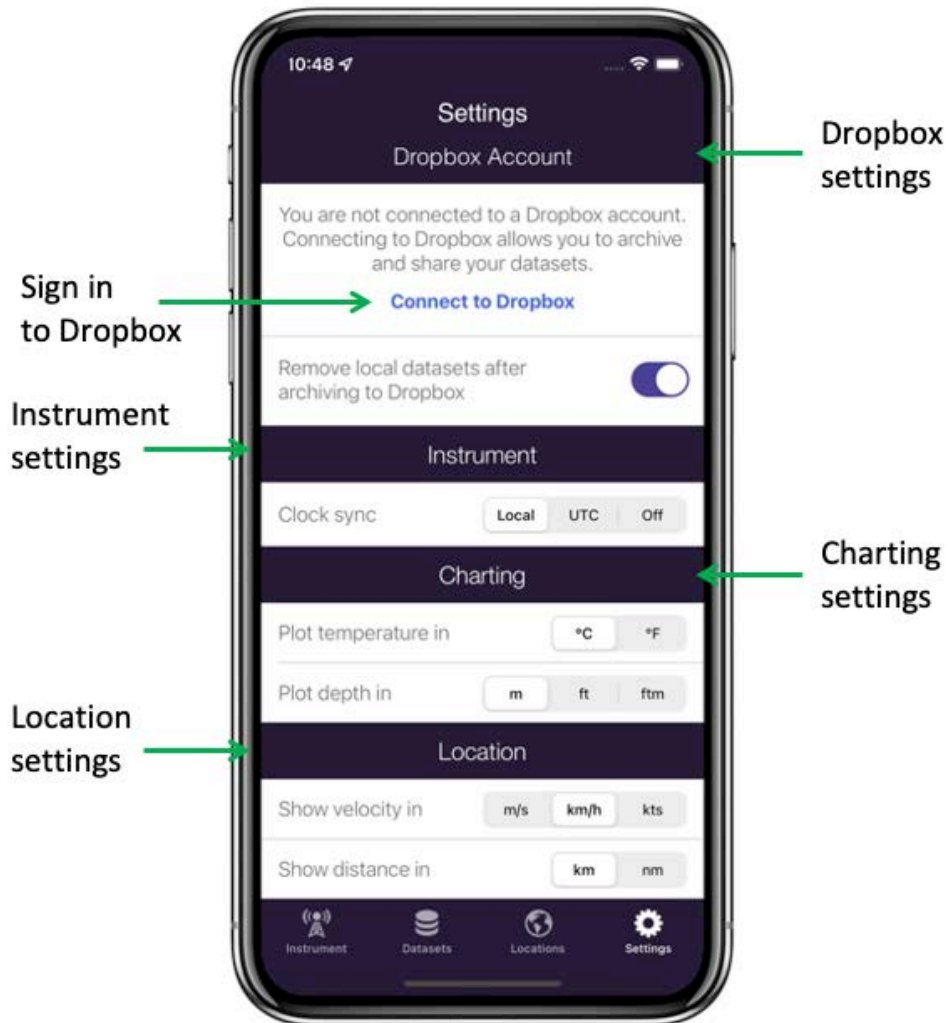 10:48
Settings
Dropbox Account
Dropbox
settings
You are not connected to a Dropbox account.
Connecting to Dropbox allows you to archive
and share your datasets.
Sign in
to Dropbox
Connect to Dropbox
Remove local datasets after
archiving to Dropbox
Instrument
settings
Instrument
Clock sync Local UTC Off
Charting
Charting
settings
Plot temperature in °C °F
Plot depth in m ft ftm
Location
settings
Location
Show velocity in m/s km/h kts
Show distance in km nm
Instrument Datasets Locations Settings